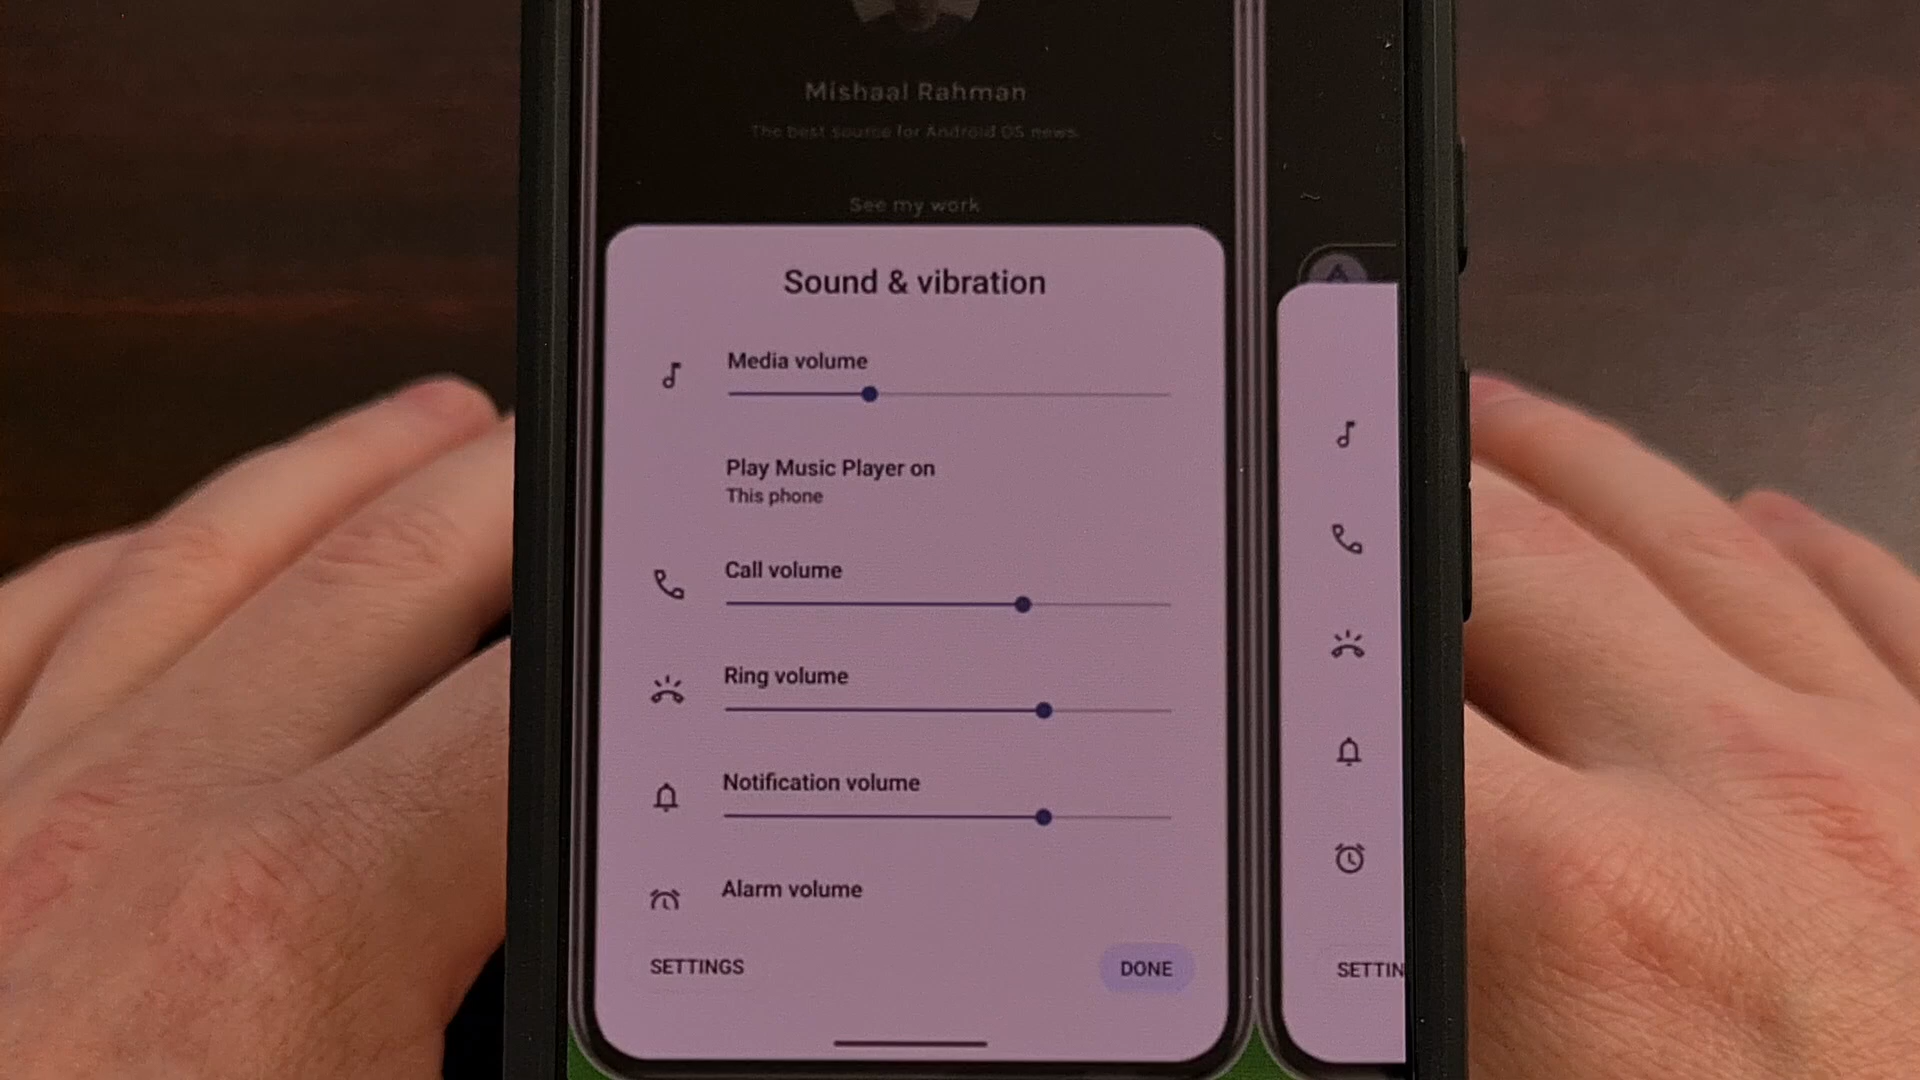 Mishaal Rahman
The best source for Android OS news.
See my work
Sound & vibration
Media volume
Play Music Player on
This phone
Call volume
Ring volume
Notification volume
Alarm volume
SETTINGS
DONE
SETTIN